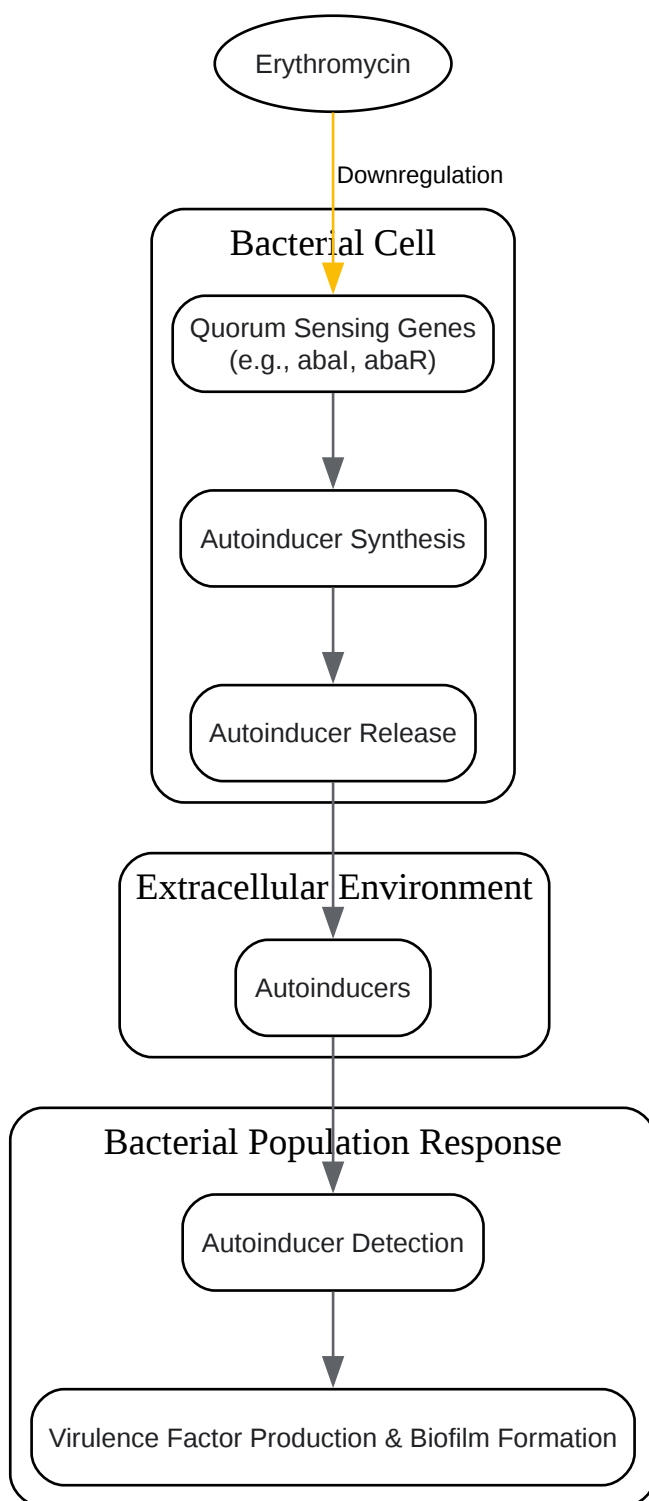 Erythromycin
Downregulation
Bacterial Cell
Quorum Sensing Genes
(e.g., abaI, abaR)
Autoinducer Synthesis
Autoinducer Release
Extracellular Environment
Autoinducers
Bacterial Population Response
Autoinducer Detection
Virulence Factor Production & Biofilm Formation